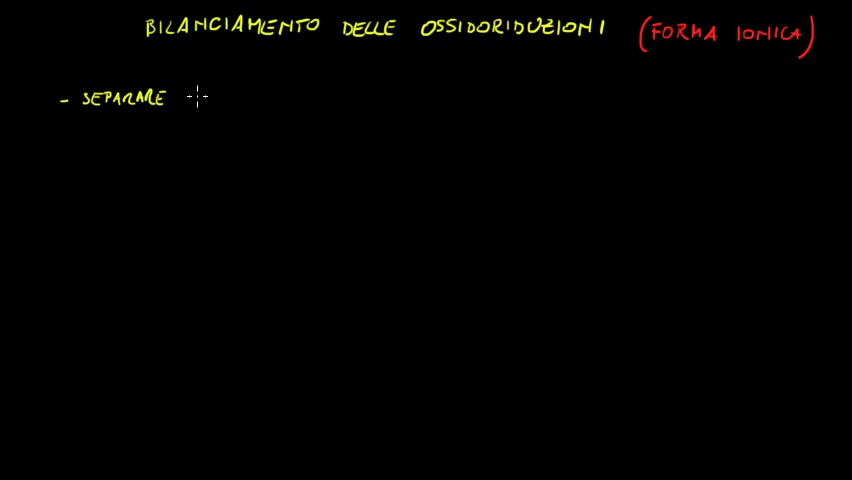 BILANCIAMENTO DELLE OSSIDORIDUZIONI (FORMA IONICA)
- SEPARARE